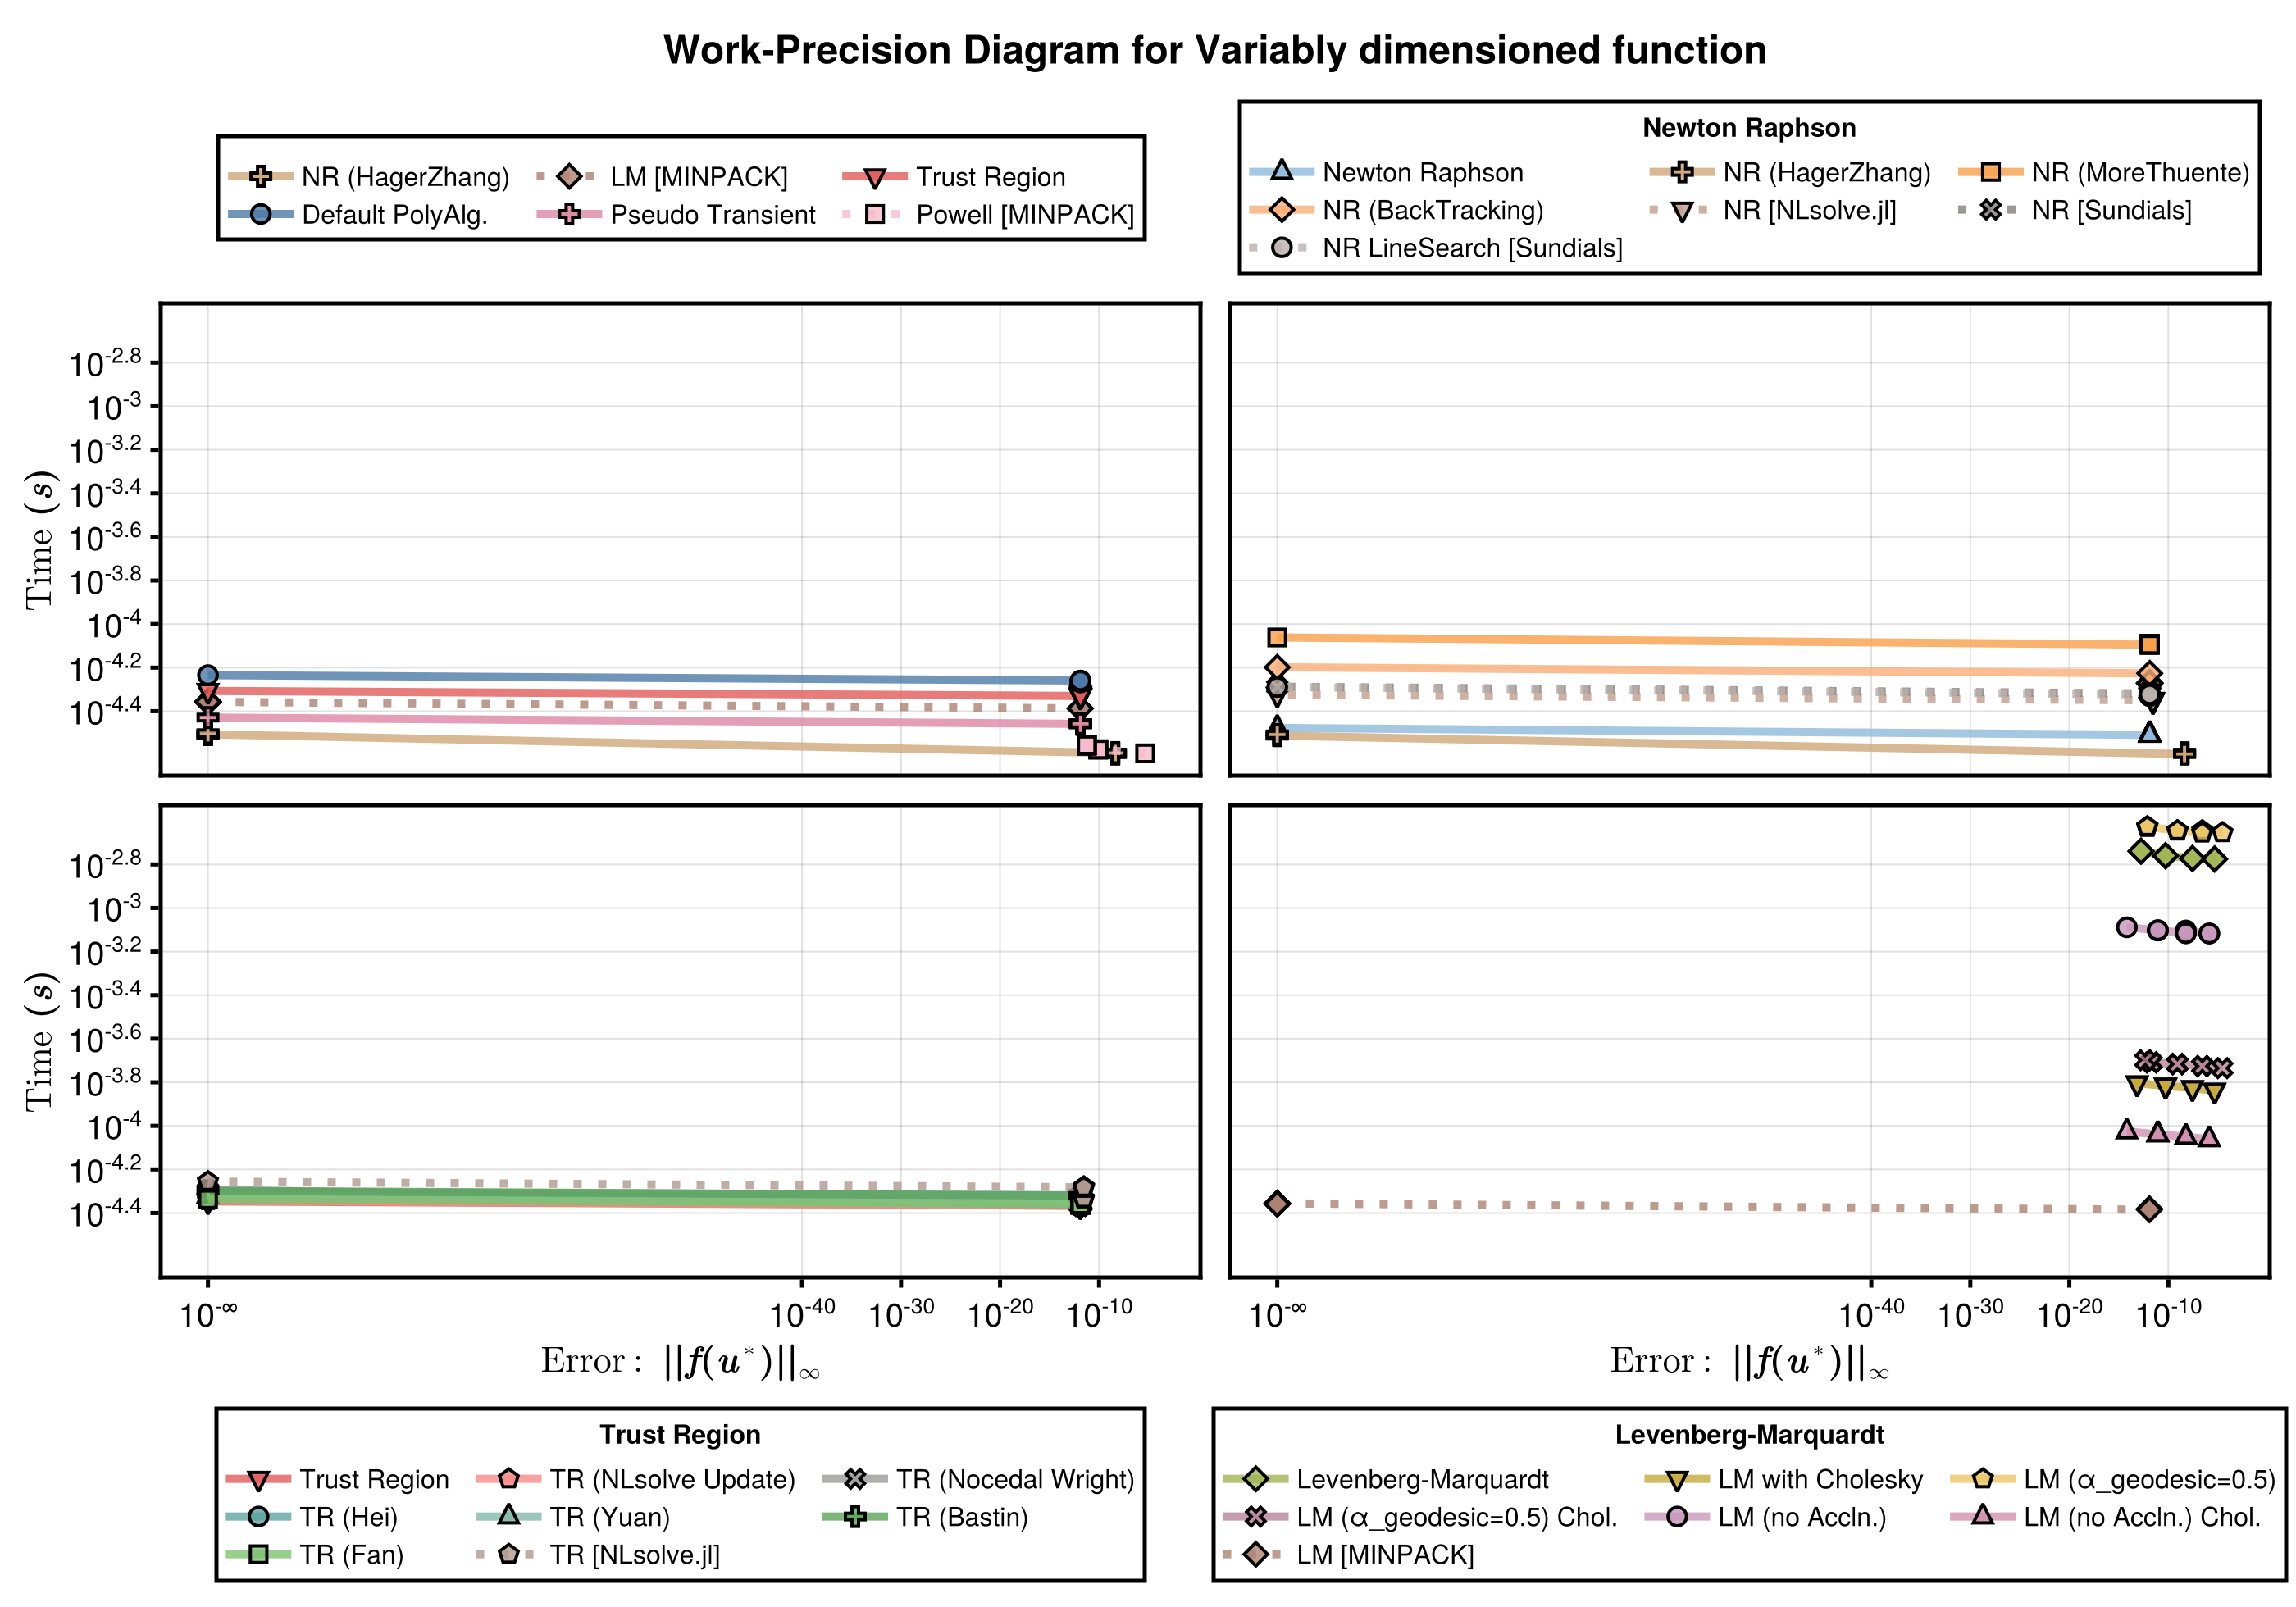 Work-Precision Diagram for Variably dimensioned function
NR (HagerZhang) LM [MINPACK] Trust Region
Default PolyAlg. Pseudo Transient Powell [MINPACK]
Newton Raphson
Newton Raphson NR (HagerZhang) NR (MoreThuente)
NR (BackTracking) NR [NLsolve.jl] NR [Sundials]
NR LineSearch [Sundials]
Time (s)
10^-2.8
10^-3
10^-3.2
10^-3.4
10^-3.6
10^-3.8
10^-4
10^-4.2
10^-4.4
Time (s)
10^-2.8
10^-3
10^-3.2
10^-3.4
10^-3.6
10^-3.8
10^-4
10^-4.2
10^-4.4
10^-∞ 10^-40 10^-30 10^-20 10^-10
10^-∞ 10^-40 10^-30 10^-20 10^-10
Error: ||f(u*)||∞
Error: ||f(u*)||∞
Trust Region
Trust Region TR (NLsolve Update) TR (Nocedal Wright)
TR (Hei) TR (Yuan) TR (Bastin)
TR (Fan) TR [NLsolve.jl]
Levenberg-Marquardt
Levenberg-Marquardt LM with Cholesky LM (α_geodesic=0.5)
LM (α_geodesic=0.5) Chol. LM (no Accln.) LM (no Accln.) Chol.
LM [MINPACK]